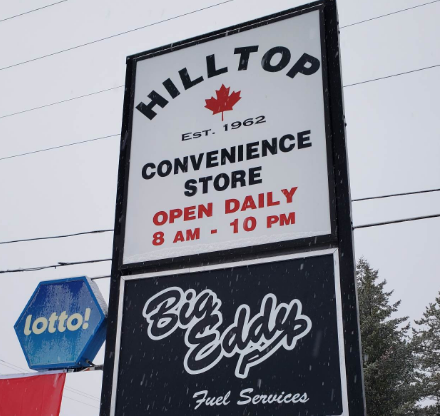 HILLTOP
EST. 1962
CONVENIENCE
STORE
OPEN DAILY
8 AM - 10 PM
lotto!
Big
Eddy
Fuel Services